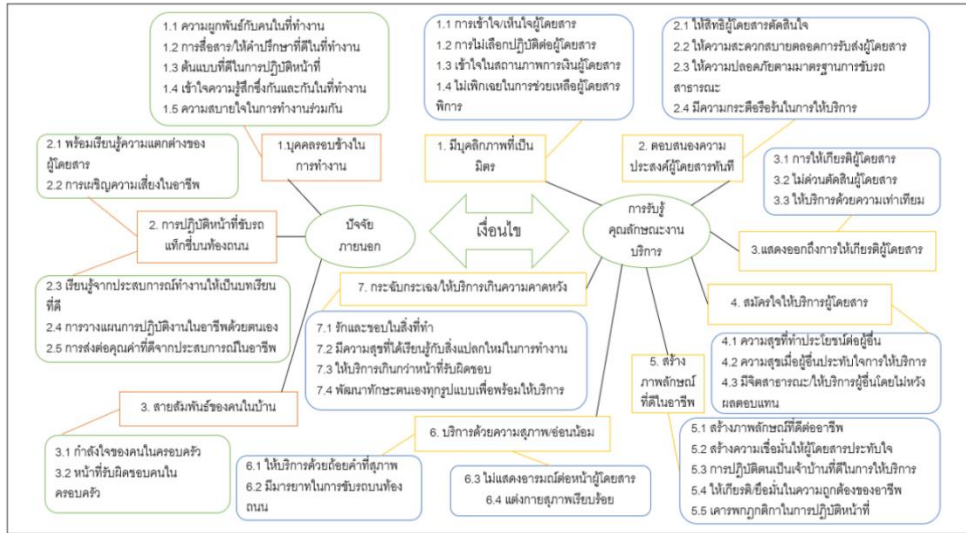 1.1 ความผูกพันธ์กับคนในที่ทำงาน
1.2 การสื่อสาร/ให้คำปรึกษาที่ดีในที่ทำงาน
1.3 ต้นแบบที่ดีในการปฏิบัติหน้าที่
1.4 เข้าใจความรู้สึกซึ่งกันและกันในที่ทำงาน
1.5 ความสบายใจในการทำงานร่วมกัน
1.1 การเข้าใจ/เห็นใจผู้โดยสาร
1.2 การไม่เลือกปฏิบัติต่อผู้โดยสาร
1.3 เข้าใจในสถานภาพการเงินผู้โดยสาร
1.4 ไม่เพิกเฉยในการช่วยเหลือผู้โดยสาร
พิการ
2.1 ให้สิทธิผู้โดยสารตัดสินใจ
2.2 ให้ความสะดวกสบายตลอดการรับส่งผู้โดยสาร
2.3 ให้ความปลอดภัยตามมาตรฐานการขับรถ
สาธารณะ
2.4 มีความกระตือรือร้นในการให้บริการ
2.1 พร้อมเรียนรู้ความแตกต่างของ
ผู้โดยสาร
2.2 การเผชิญความเสี่ยงในอาชีพ
1.บุคคลรอบข้างใน
การทำงาน
1. มีบุคลิกภาพที่เป็น
มิตร
2. ตอบสนองความ
ประสงค์ผู้โดยสารทันที
3.1 การให้เกียรติผู้โดยสาร
3.2 ไม่ด่วนตัดสินผู้โดยสาร
3.3 ให้บริการด้วยความเท่าเทียม
2. การปฏิบัติหน้าที่ขับรถ
แท็กซี่บนท้องถนน
ปัจจัย
ภายนอก
เงื่อนไข
การรับรู้
คุณลักษณะงาน
บริการ
3.แสดงออกถึงการให้เกียรติผู้โดยสาร
2.3 เรียนรู้จากประสบการณ์ทำงานให้เป็นบทเรียน
ที่ดี
2.4 การวางแผนการปฏิบัติงานในอาชีพด้วยตนเอง
2.5 การส่งต่อคุณค่าที่ดีจากประสบการณ์ในอาชีพ
7. กระฉับกระเฉง/ให้บริการเกินความคาดหวัง
7.1 รักและชอบในสิ่งที่ทำ
7.2 มีความสุขที่ได้เรียนรู้กับสิ่งแปลกใหม่ในการทำงาน
7.3 ให้บริการเกินกว่าหน้าที่รับผิดชอบ
7.4 พัฒนาทักษะตนเองทุกรูปแบบเพื่อพร้อมให้บริการ
4. สมัครใจให้บริการผู้โดยสาร
4.1 ความสุขที่ทำประโยชน์ต่อผู้อื่น
4.2 ความสุขเมื่อผู้อื่นประทับใจการให้บริการ
4.3 มีจิตสาธารณะ/ให้บริการผู้อื่นโดยไม่หวัง
ผลตอบแทน
5. สร้าง
ภาพลักษณ์
ที่ดีในอาชีพ
3. สายสัมพันธ์ของคนในบ้าน
3.1 กำลังใจของคนในครอบครัว
3.2 หน้าที่รับผิดชอบคนใน
ครอบครัว
6. บริการด้วยความสุภาพ/อ่อนน้อม
6.1 ให้บริการด้วยถ้อยคำที่สุภาพ
6.2 มีมารยาทในการขับรถบนท้อง
ถนน
6.3 ไม่แสดงอารมณ์ต่อหน้าผู้โดยสาร
6.4 แต่งกายสุภาพเรียบร้อย
5.1 สร้างภาพลักษณ์ที่ดีต่ออาชีพ
5.2 สร้างความเชื่อมั่นให้ผู้โดยสารประทับใจ
5.3 การปฏิบัติตนเป็นเจ้าบ้านที่ดีในการให้บริการ
5.4 ให้เกียรติ/ยึดมั่นในความถูกต้องของอาชีพ
5.5 เคารพกฎกติกาในการปฏิบัติหน้าที่